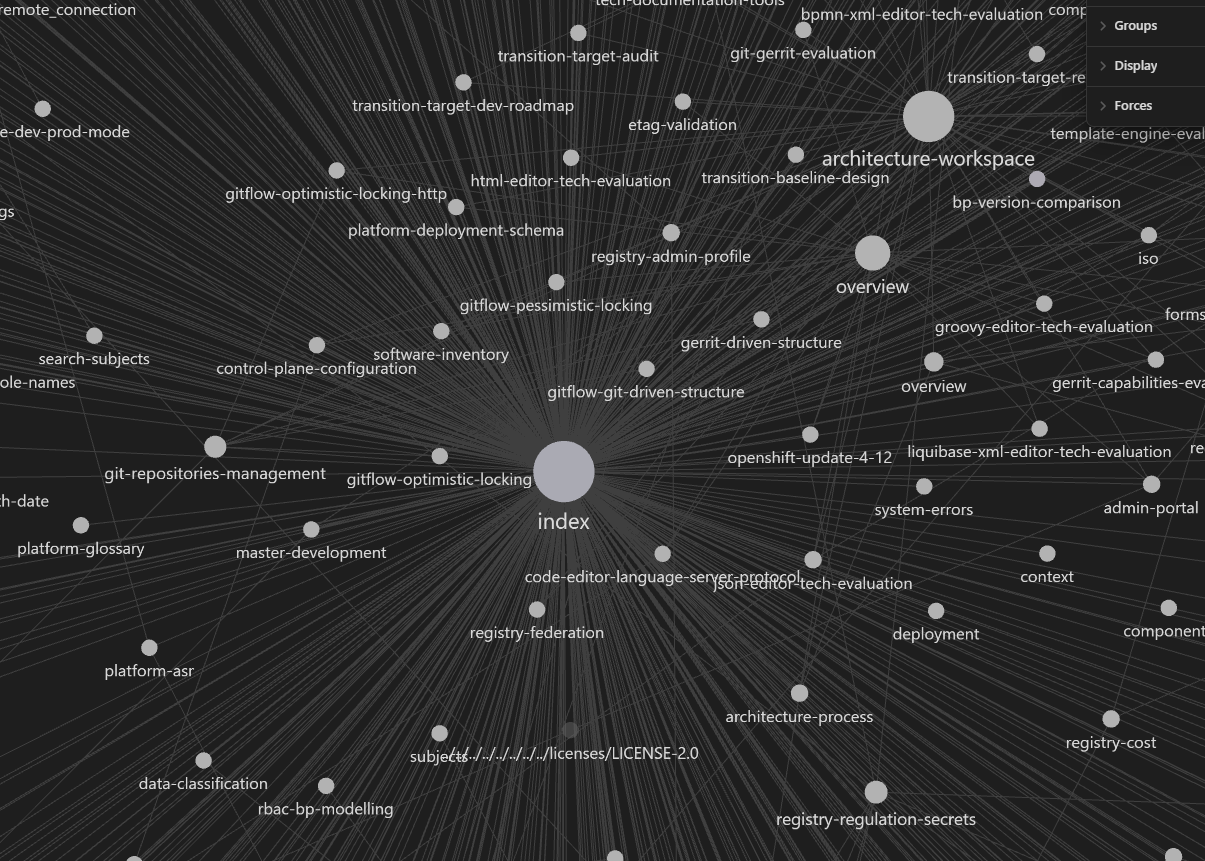 remote_connection
tech-documentation-tools
bpmn-xml-editor-tech-evaluation
comp
Groups
transition-target-audit
git-gerrit-evaluation
Display
transition-target-re
transition-target-dev-roadmap
Forces
etag-validation
e-dev-prod-mode
template-engine-eval
architecture-workspace
html-editor-tech-evaluation
transition-baseline-design
gitflow-optimistic-locking-http
bp-version-comparison
gs
platform-deployment-schema
registry-admin-profile
iso
overview
gitflow-pessimistic-locking
forms
groovy-editor-tech-evaluation
gerrit-driven-structure
search-subjects
software-inventory
control-plane-configuration
ole-names
overview
gerrit-capabilities-eva
gitflow-git-driven-structure
re
liquibase-xml-editor-tech-evaluation
openshift-update-4-12
git-repositories-management
gitflow-optimistic-locking
h-date
system-errors
admin-portal
index
platform-glossary
master-development
code-editor-language-server-protocol
json-editor-tech-evaluation
context
registry-federation
deployment
component
platform-asr
architecture-process
registry-cost
subjects
/../../../../../../licenses/LICENSE-2.0
data-classification
rbac-bp-modelling
registry-regulation-secrets